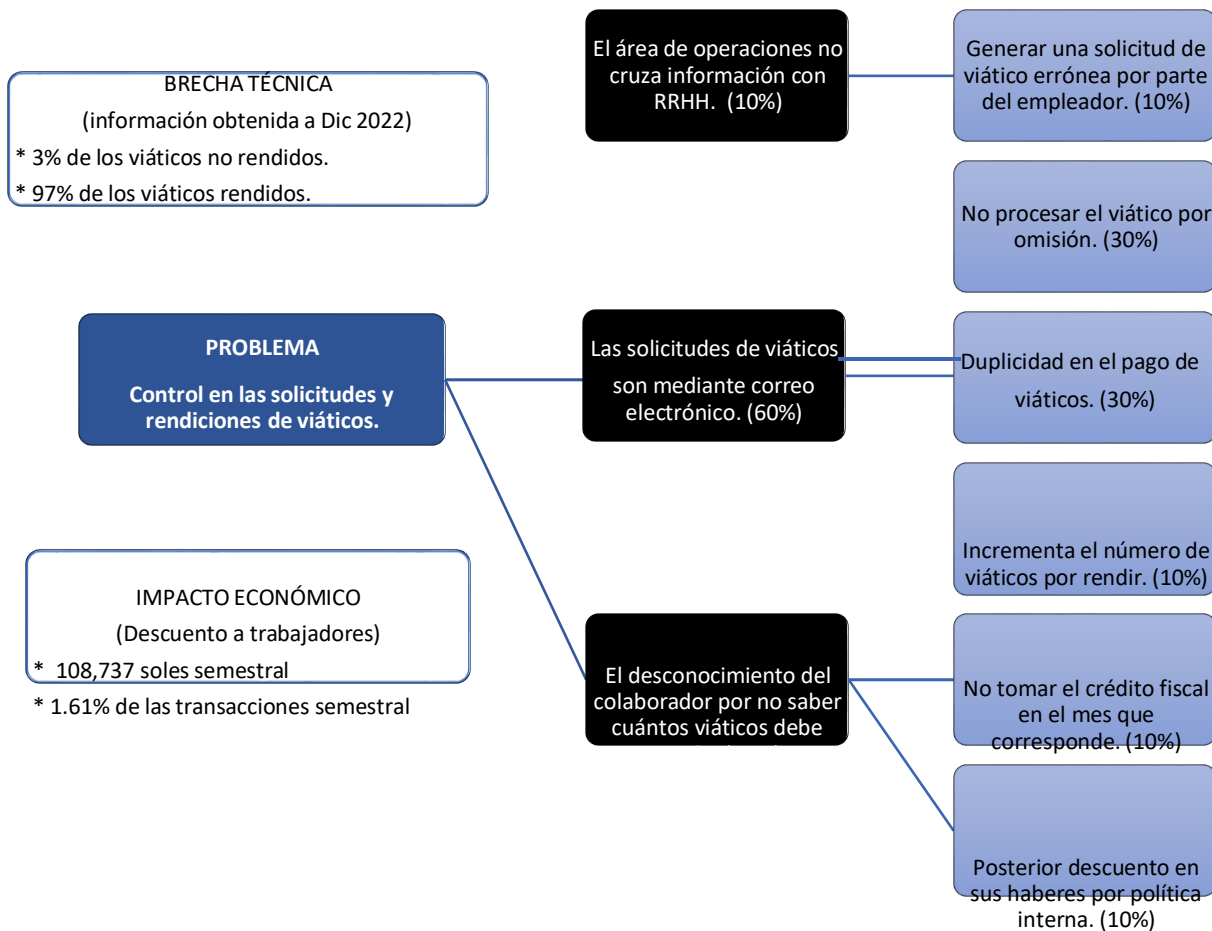 BRECHA TÉCNICA
(información obtenida a Dic 2022)
* 3% de los viáticos no rendidos.
* 97% de los viáticos rendidos.
PROBLEMA
Control en las solicitudes y
rendiciones de viáticos.
IMPACTO ECONÓMICO
(Descuento a trabajadores)
* 108,737 soles semestral
* 1.61% de las transacciones semestral
El área de operaciones no
cruza información con
RRHH. (10%)
Las solicitudes de viáticos
son mediante correo
electrónico. (60%)
El desconocimiento del
colaborador por no saber
cuántos viáticos debe
Generar una solicitud de
viático errónea por parte
del empleador. (10%)
No procesar el viático por
omisión. (30%)
Duplicidad en el pago de
viáticos. (30%)
Incrementa el número de
viáticos por rendir. (10%)
No tomar el crédito fiscal
en el mes que
corresponde. (10%)
Posterior descuento en
sus haberes por política
interna. (10%)